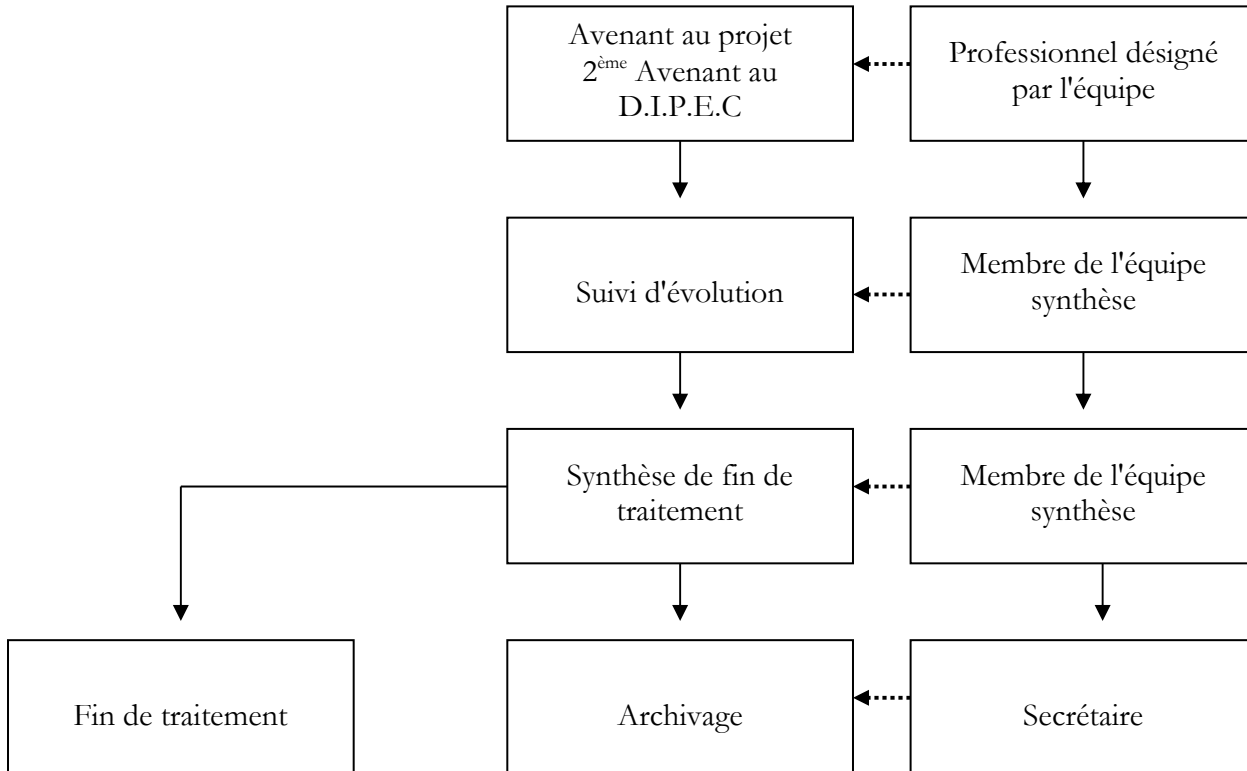 Avenant au projet
2ème Avenant au
D.I.P.E.C
Professionnel désigné
par l'équipe
Suivi d'évolution
Membre de l'équipe
synthèse
Synthèse de fin de
traitement
Membre de l'équipe
synthèse
Fin de traitement
Archivage
Secrétaire